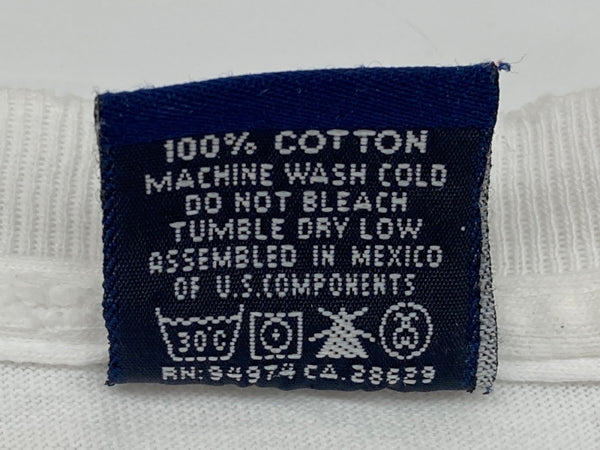 100% COTTON
MACHINE WASH COLD
DO NOT BLEACH
TUMBLE DRY LOW
ASSEMBLED IN MEXICO
OF U.S.COMPONENTS
30C
RN:94974 CA.28629